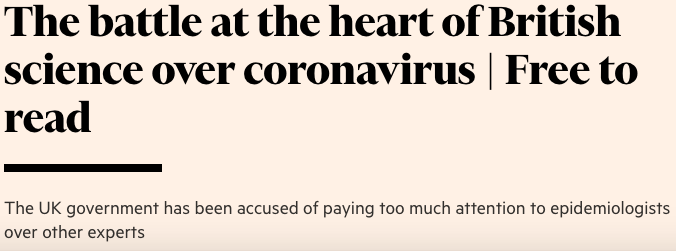 The battle at the heart of British
science over coronavirus | Free to
read
The UK government has been accused of paying too much attention to epidemiologists
over other experts